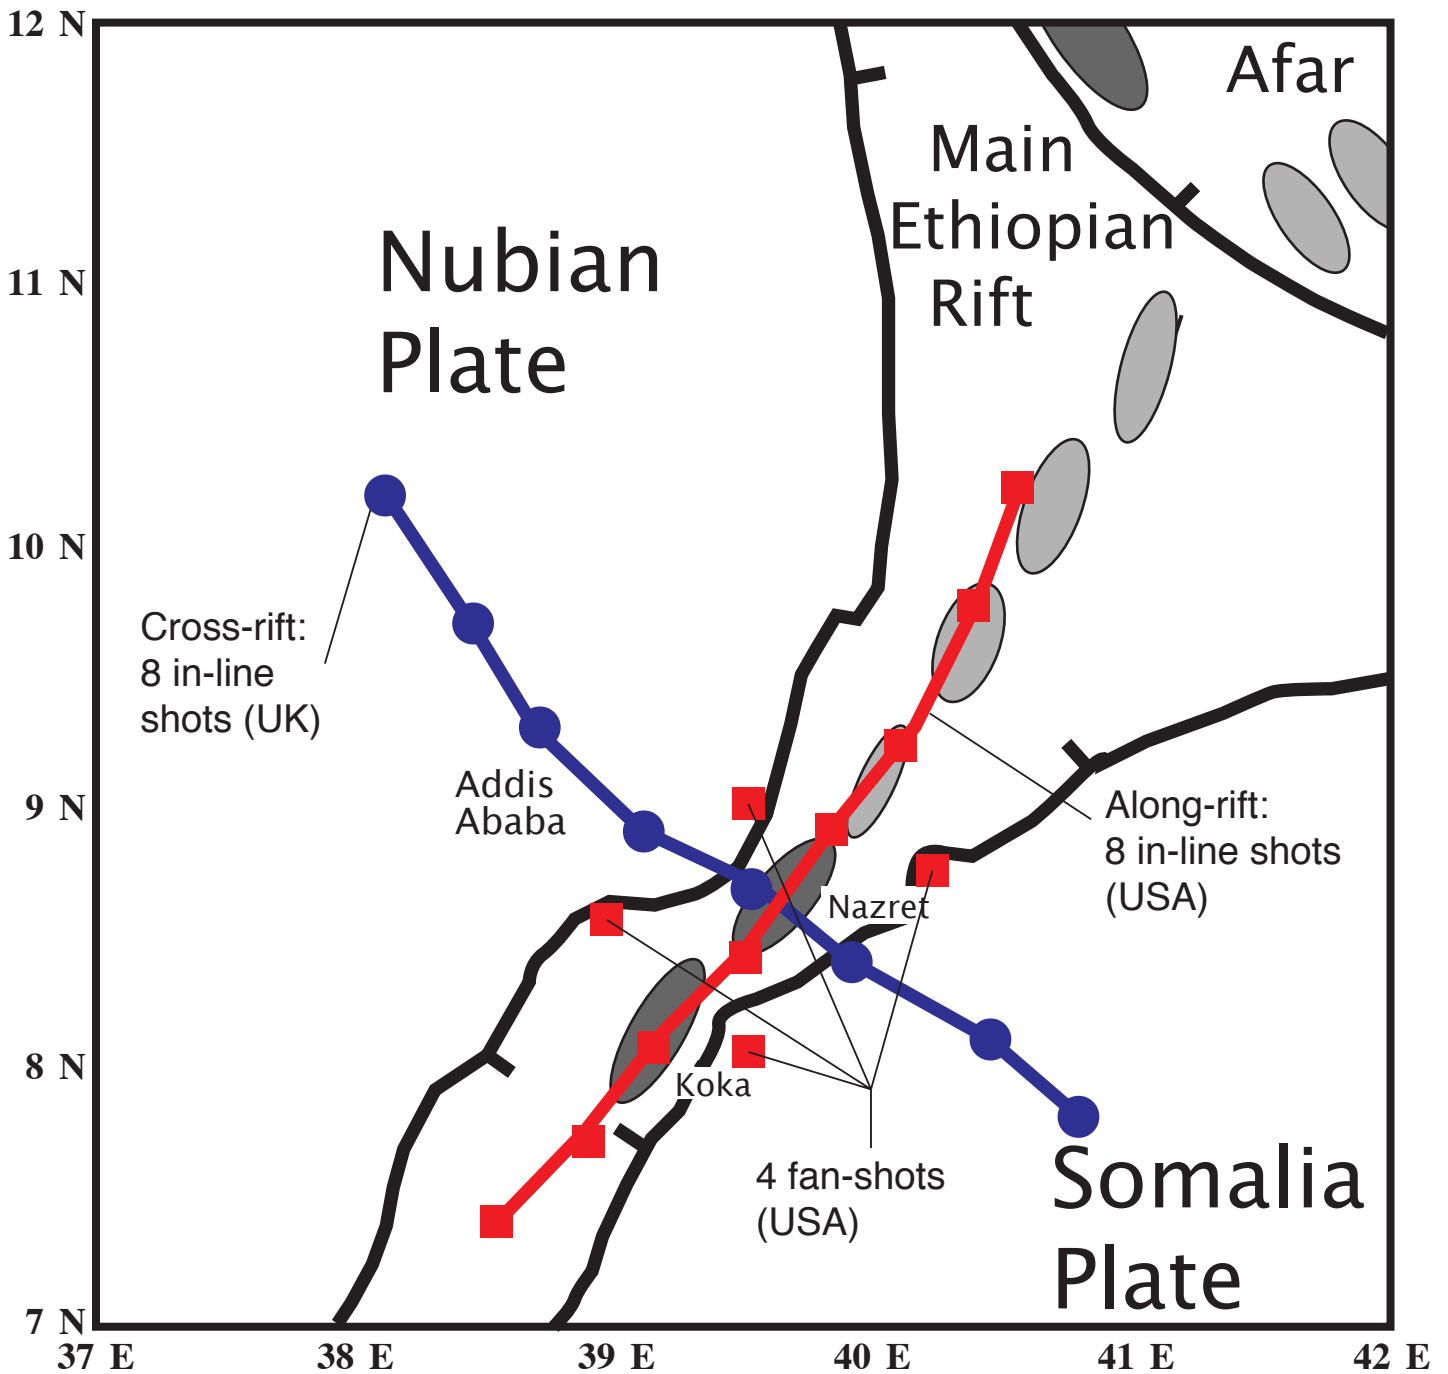 12 N
Afar
Main
Ethiopian
Rift
Nubian
Plate
11 N
10 N
Cross-rift:
8 in-line
shots (UK)
Addis
Ababa
9 N
Along-rift:
8 in-line shots
(USA)
Nazret
8 N
Koka
4 fan-shots
(USA)
Somalia
Plate
7 N
37 E 38 E 39 E 40 E 41 E 42 E